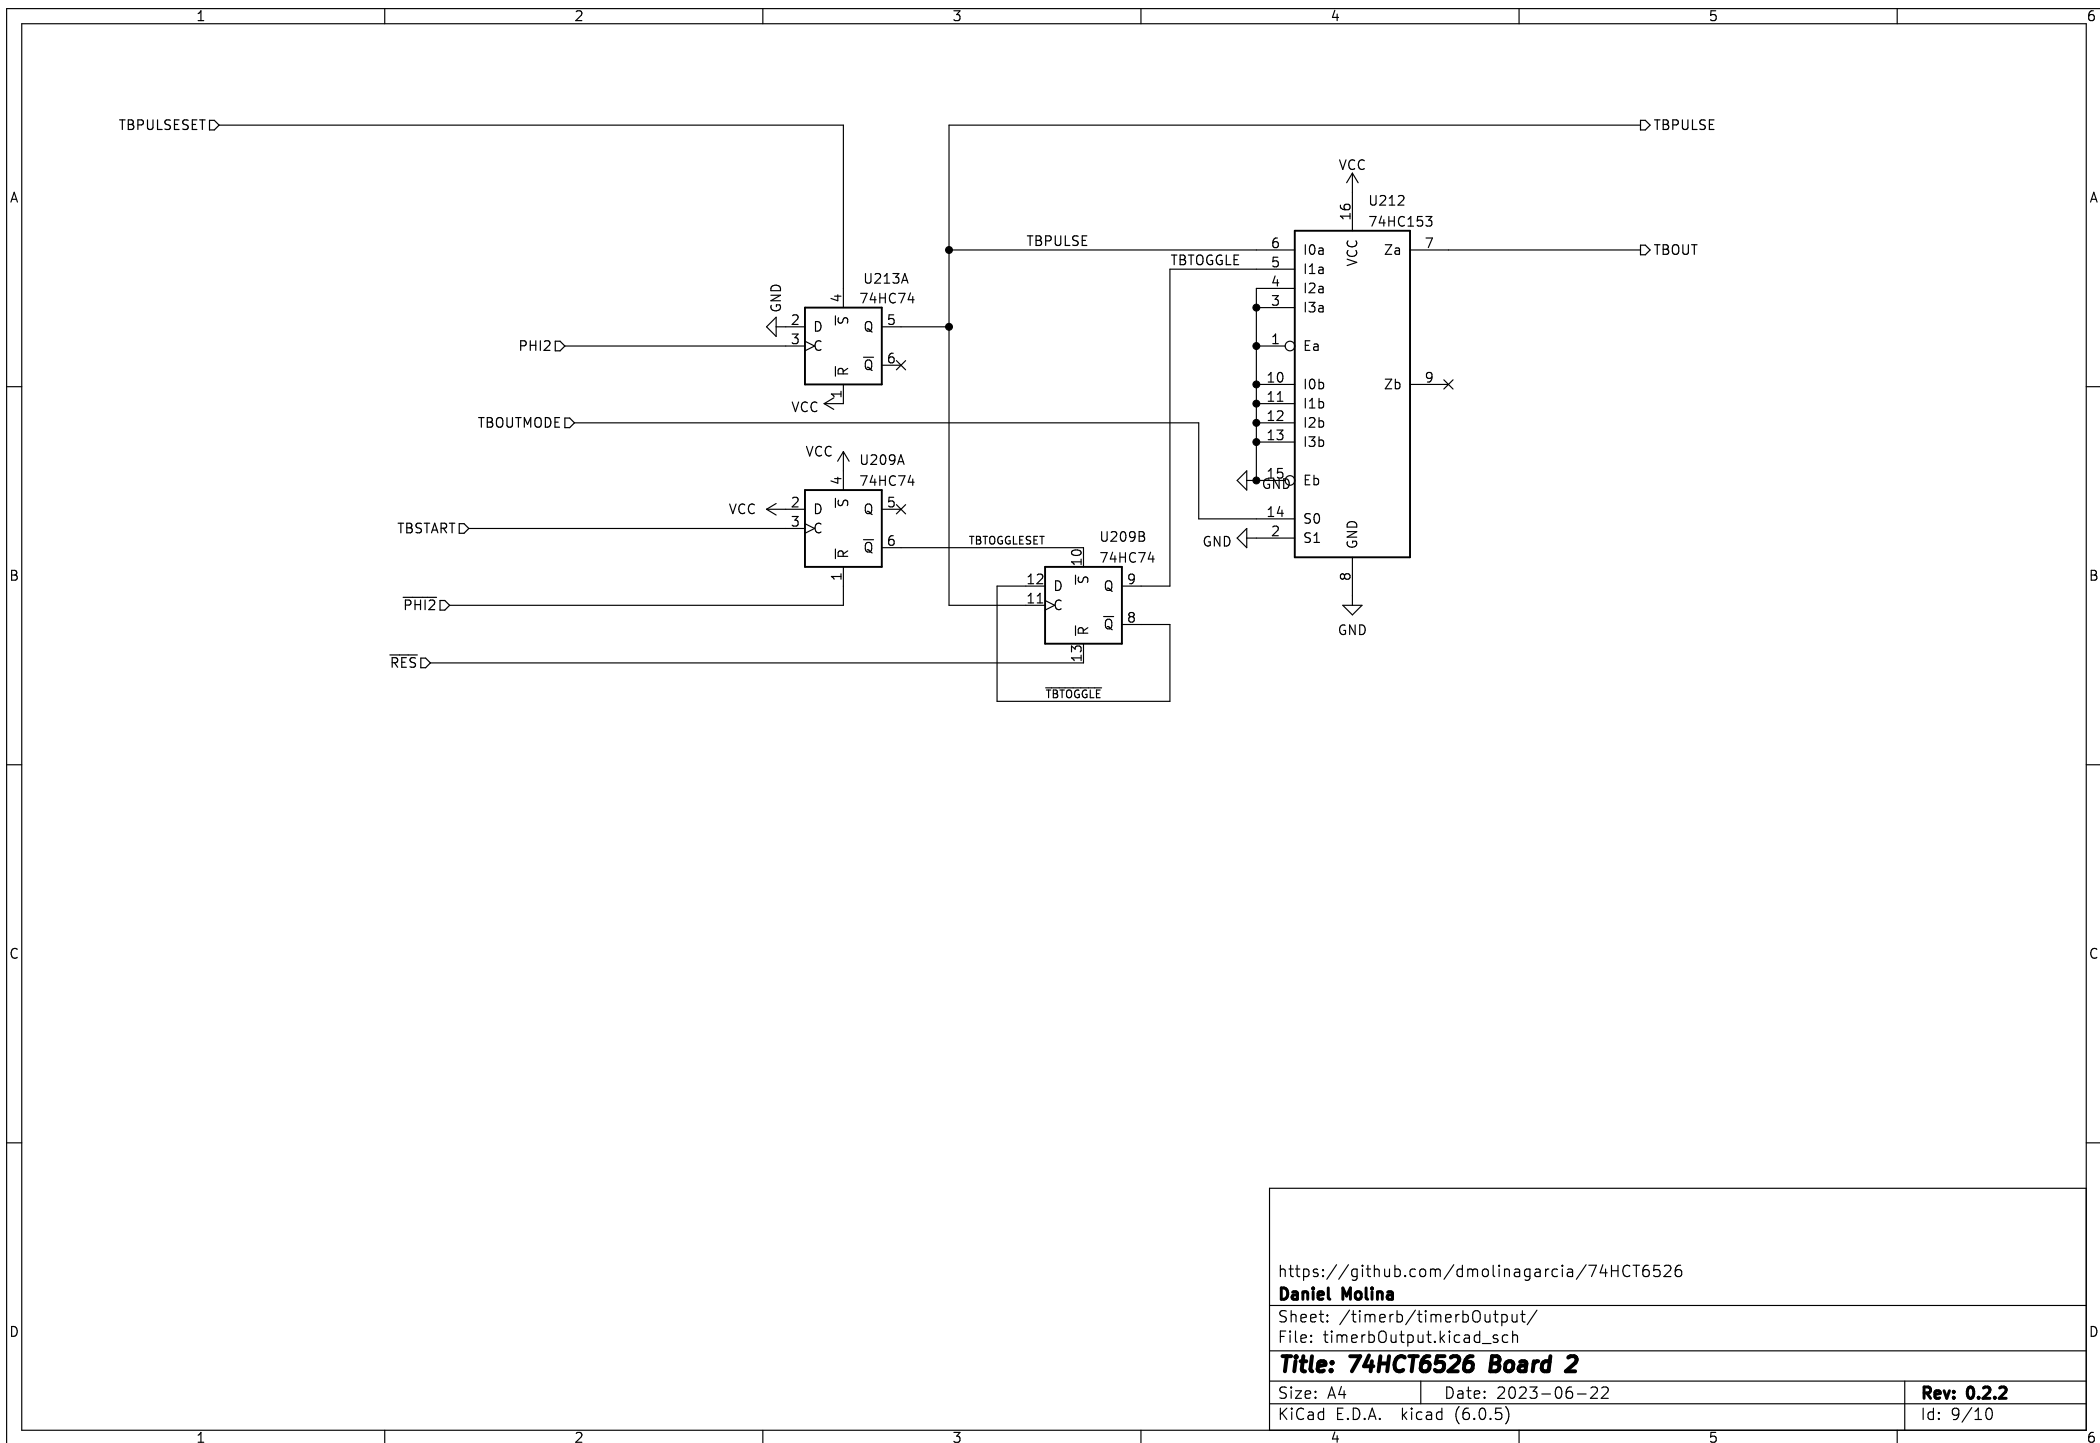 1 2 3 4 5 6
TBPULSESET
TBPULSE
VCC
A
A
16
U212
74HC153
TBPULSE
6 I0a VCC Za 7
TBOUT
TBTOGGLE
5 I1a
U213A
74HC74
GND
4
4 I2a
3 I3a
2 D S Q 5
PHI2
3 C
1 Ea
R Q 6
1
VCC
10 I0b Zb 9
11 I1b
TBOUTMODE
12 I2b
13 I3b
VCC
U209A
74HC74
4
15 Eb
GND
VCC
2 D S Q 5
TBSTART
3 C
14 S0
GND
2 S1
GND
R Q 6
TBTOGGLESET
U209B
74HC74
10
1
8
B
B
12 D S Q 9
PHI2
11 C
R Q 8
GND
13
RES
TBTOGGLE
C
C
https://github.com/dmolinagarcia/74HCT6526
Daniel Molina
Sheet: /timerb/timerbOutput/
File: timerbOutput.kicad_sch
D
D
Title: 74HCT6526 Board 2
Size: A4 Date: 2023-06-22 Rev: 0.2.2
KiCad E.D.A. kicad (6.0.5) Id: 9/10
1 2 3 4 5 6